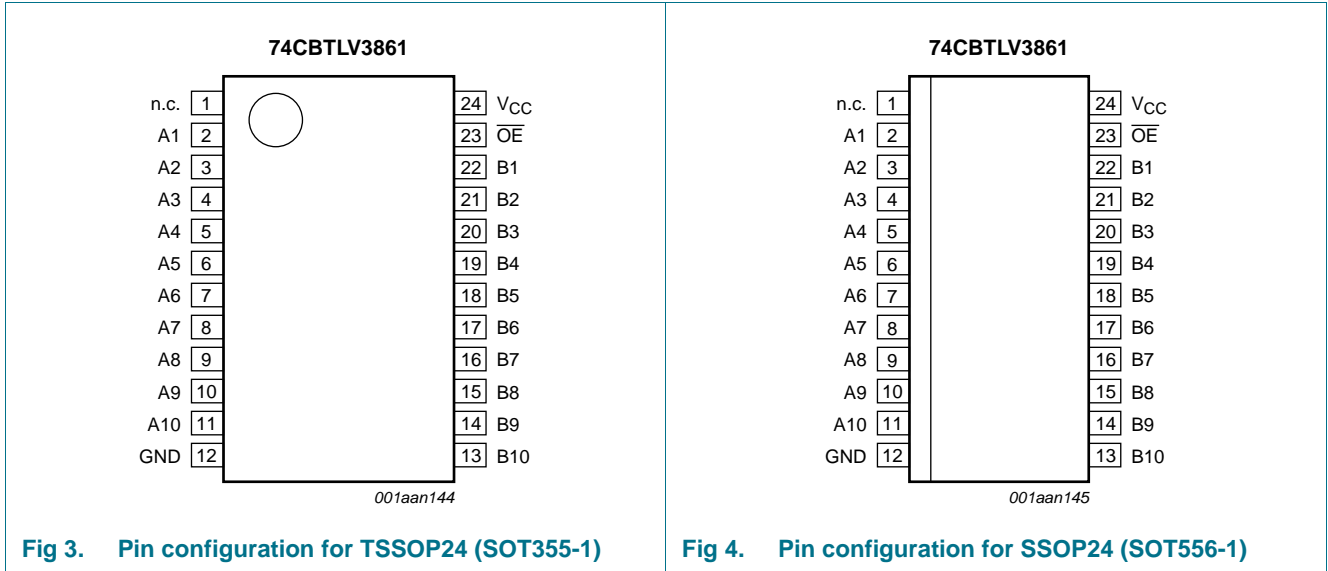 74CBTLV3861
n.c. 1
A1 2
A2 3
A3 4
A4 5
A5 6
A6 7
A7 8
A8 9
A9 10
A10 11
GND 12
24 VCC
23 O̅E̅
22 B1
21 B2
20 B3
19 B4
18 B5
17 B6
16 B7
15 B8
14 B9
13 B10
001aan144
Fig 3. Pin configuration for TSSOP24 (SOT355-1)
74CBTLV3861
n.c. 1
A1 2
A2 3
A3 4
A4 5
A5 6
A6 7
A7 8
A8 9
A9 10
A10 11
GND 12
24 VCC
23 O̅E̅
22 B1
21 B2
20 B3
19 B4
18 B5
17 B6
16 B7
15 B8
14 B9
13 B10
001aan145
Fig 4. Pin configuration for SSOP24 (SOT556-1)